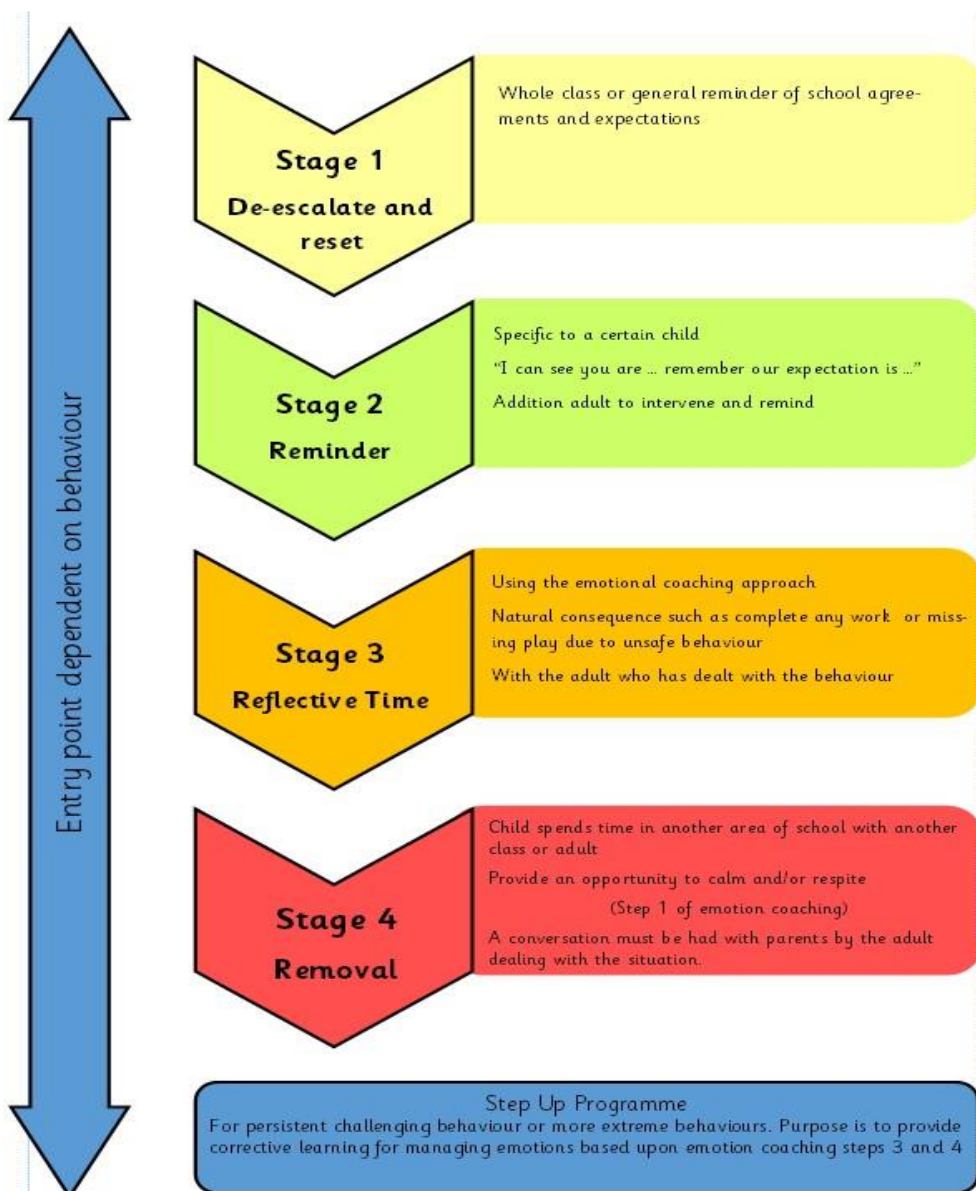 Entry point dependent on behaviour
Stage 1
De-escalate and
reset
Whole class or general reminder of school agree-
ments and expectations
Stage 2
Reminder
Specific to a certain child
“I can see you are … remember our expectation is …”
Addition adult to intervene and remind
Stage 3
Reflective Time
Using the emotional coaching approach
Natural consequence such as complete any work or miss-
ing play due to unsafe behaviour
With the adult who has dealt with the behaviour
Stage 4
Removal
Child spends time in another area of school with another
class or adult
Provide an opportunity to calm and/or respite
(Step 1 of emotion coaching)
A conversation must be had with parents by the adult
dealing with the situation.
Step Up Programme
For persistent challenging behaviour or more extreme behaviours. Purpose is to provide
corrective learning for managing emotions based upon emotion coaching steps 3 and 4